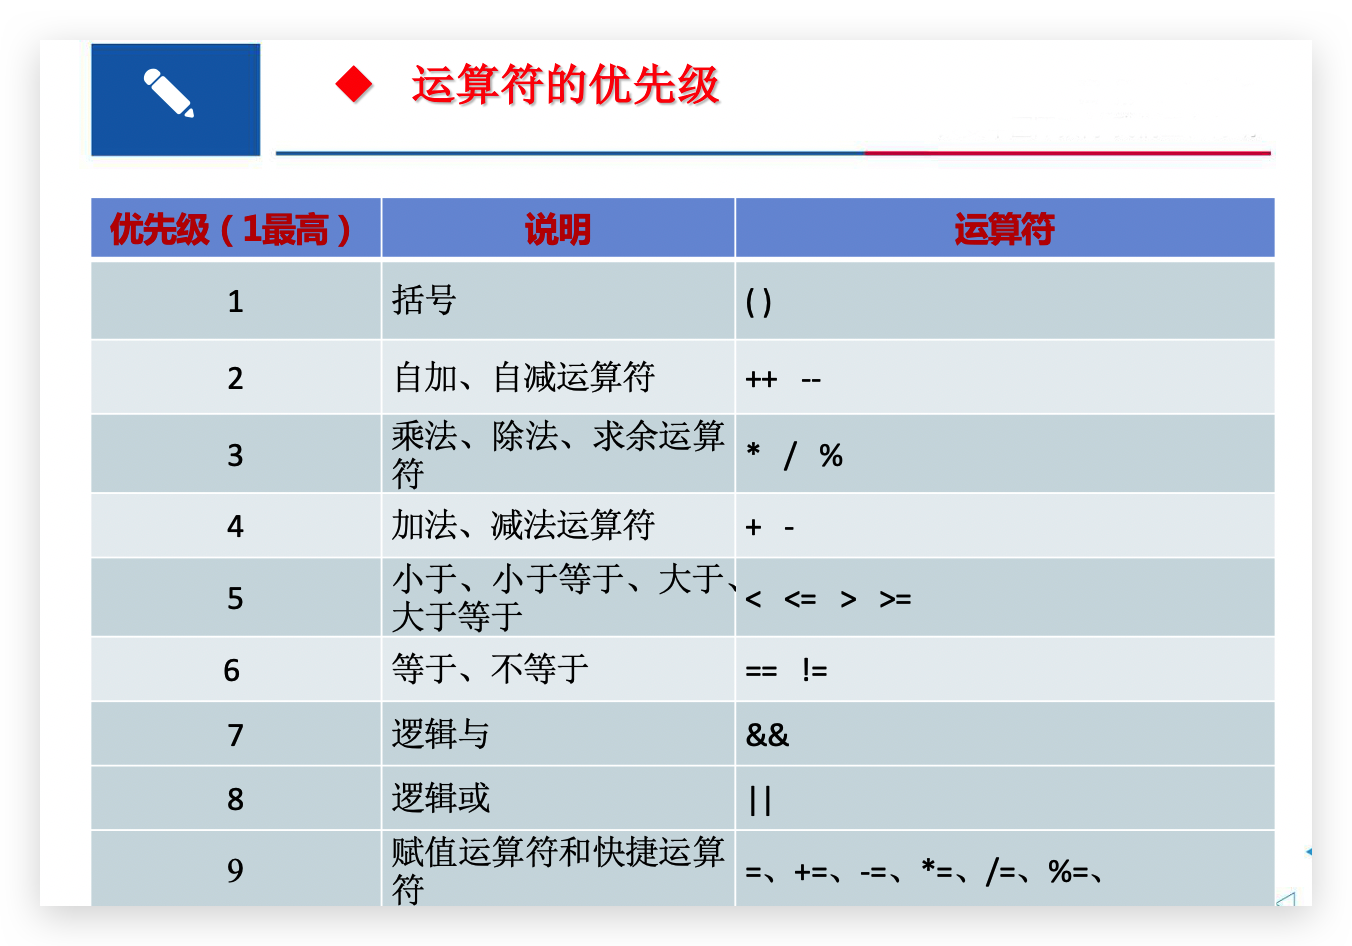 运算符的优先级
优先级（1最高） 说明 运算符
1 括号 ( )
2 自加、自减运算符 ++ --
3 乘法、除法、求余运算
符 * / %
4 加法、减法运算符 + -
5 小于、小于等于、大于、
大于等于 < <= > >=
6 等于、不等于 == !=
7 逻辑与 &&
8 逻辑或 ||
9 赋值运算符和快捷运算
符 =、+=、-=、*=、/=、%=、